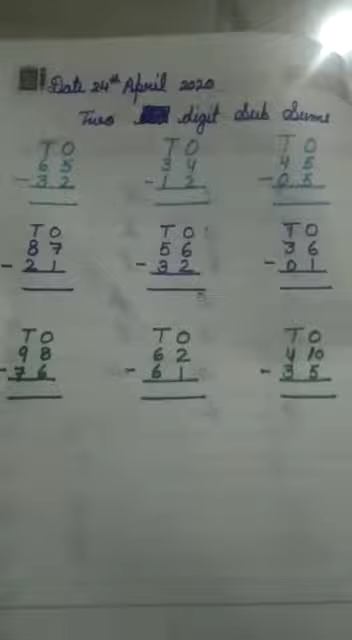 Date 24th April 2020
Two digit Sub Sums
T O T O T O
6 5 3 4 4 5
- 3 2 - 1 2 - 0 5
T O T O T O
8 7 5 6 3 6
- 2 1 - 3 2 - 0 1
T O T O T O
9 8 6 2 4 10
- 7 6 - 6 1 - 3 5